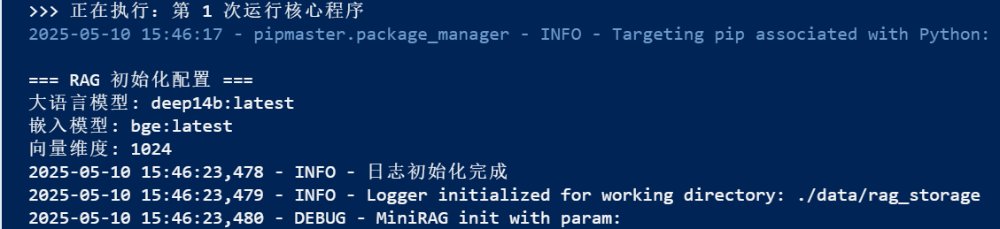 >>> 正在执行: 第 1 次运行核心程序
2025-05-10 15:46:17 - pipmaster.package_manager - INFO - Targeting pip associated with Python:
=== RAG 初始化配置 ===
大语言模型: deep14b:latest
嵌入模型: bge:latest
向量维度: 1024
2025-05-10 15:46:23,478 - INFO - 日志初始化完成
2025-05-10 15:46:23,479 - INFO - Logger initialized for working directory: ./data/rag_storage
2025-05-10 15:46:23,480 - DEBUG - MiniRAG init with param: